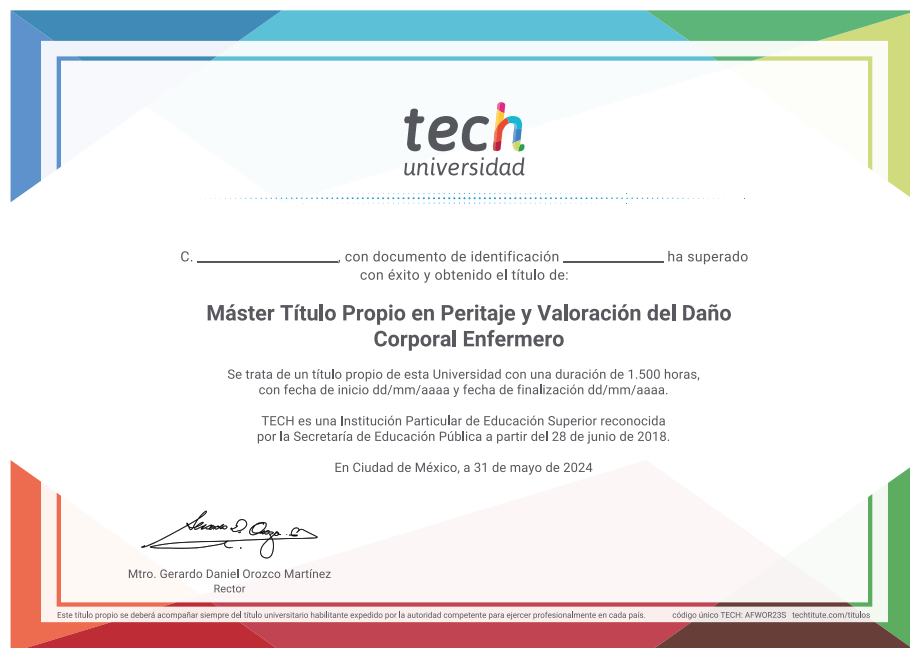 tech
universidad
C. ____________, con documento de identificación ____________ ha superado
con éxito y obtenido el título de:
Máster Título Propio en Peritaje y Valoración del Daño
Corporal Enfermero
Se trata de un título propio de esta Universidad con una duración de 1.500 horas,
con fecha de inicio dd/mm/aaaa y fecha de finalización dd/mm/aaaa.
TECH es una Institución Particular de Educación Superior reconocida
por la Secretaría de Educación Pública a partir del 28 de junio de 2018.
En Ciudad de México, a 31 de mayo de 2024
Mtro. Gerardo Daniel Orozco Martínez
Rector
Este título propio se deberá acompañar siempre del título universitario habilitante expedido por la autoridad competente para ejercer profesionalmente en cada país. código único TECH: AFWOR23S techtitute.com/titulos